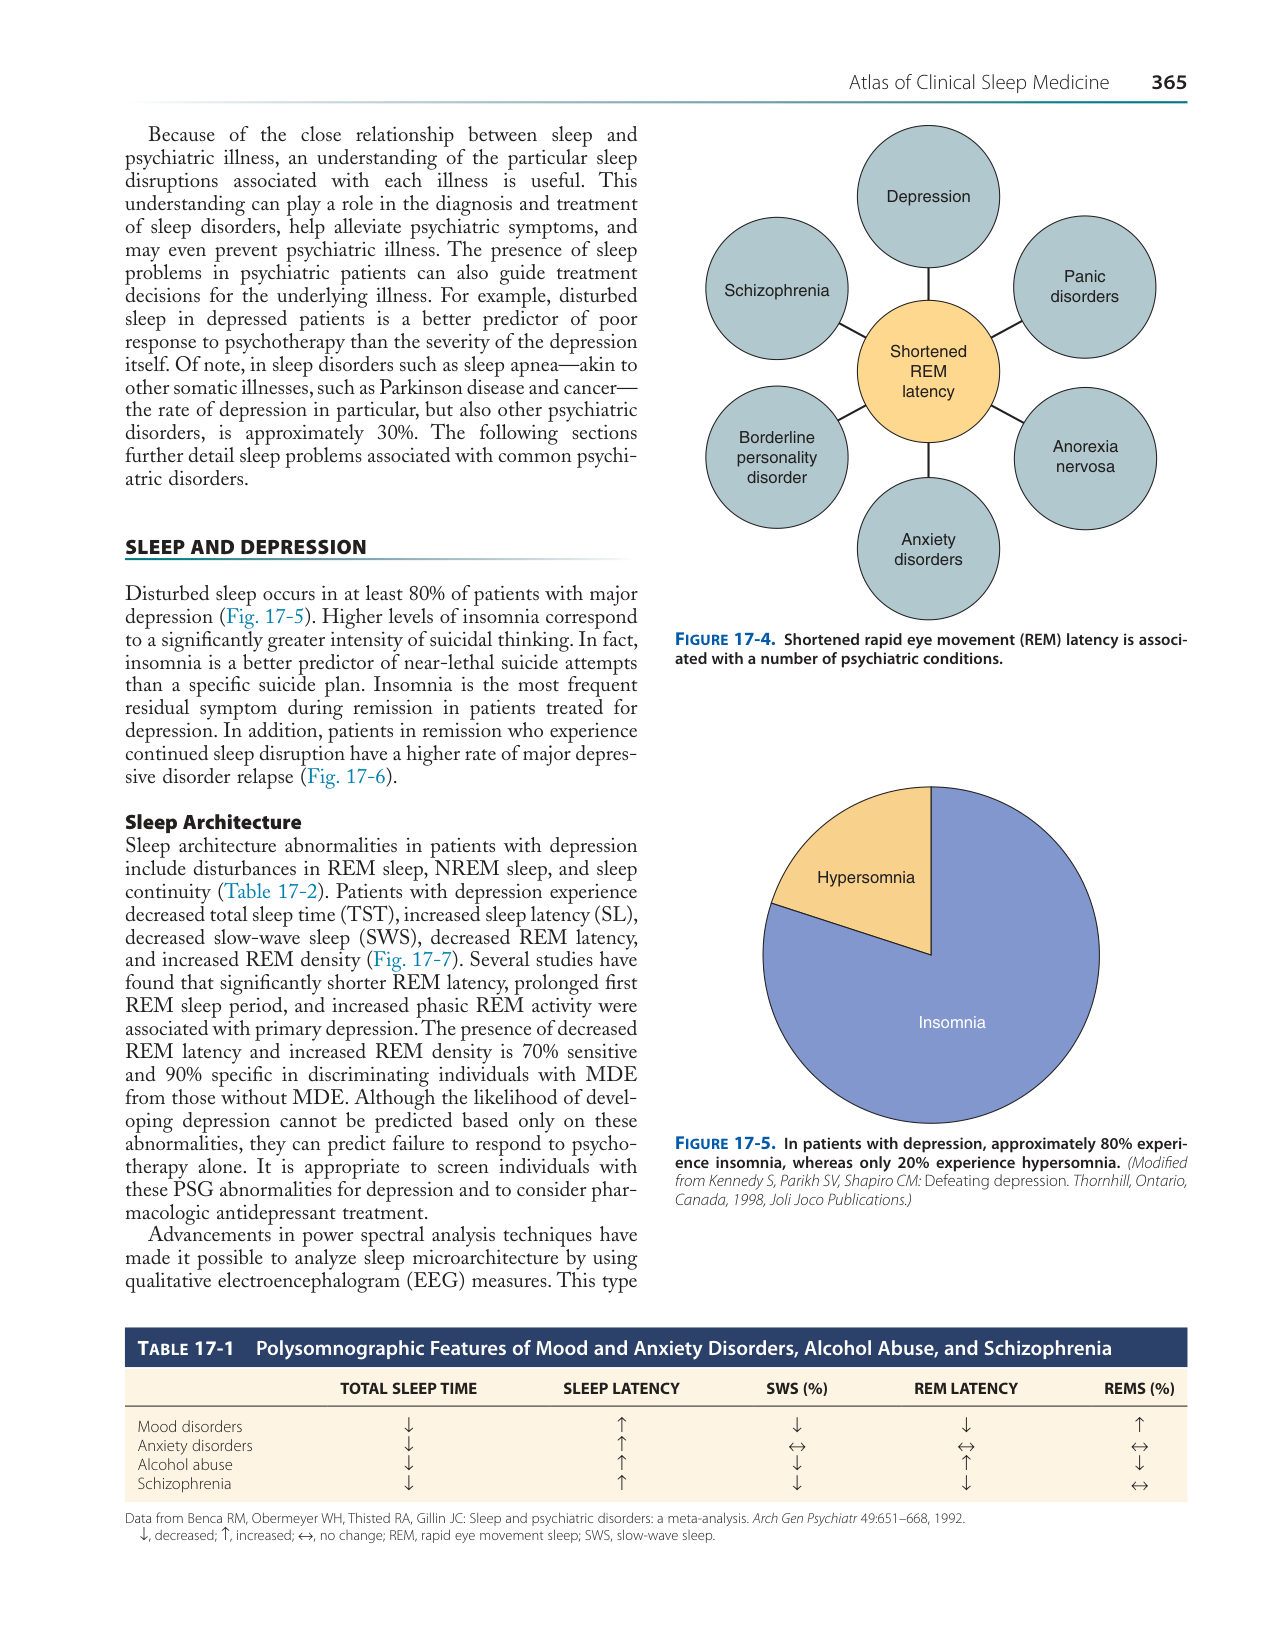 Atlas of Clinical Sleep Medicine 365
Because of the close relationship between sleep and
psychiatric illness, an understanding of the particular sleep
disruptions associated with each illness is useful. This
understanding can play a role in the diagnosis and treatment
of sleep disorders, help alleviate psychiatric symptoms, and
may even prevent psychiatric illness. The presence of sleep
problems in psychiatric patients can also guide treatment
decisions for the underlying illness. For example, disturbed
sleep in depressed patients is a better predictor of poor
response to psychotherapy than the severity of the depression
itself. Of note, in sleep disorders such as sleep apnea—akin to
other somatic illnesses, such as Parkinson disease and cancer—
the rate of depression in particular, but also other psychiatric
disorders, is approximately 30%. The following sections
further detail sleep problems associated with common psychi-
atric disorders.
SLEEP AND DEPRESSION
Disturbed sleep occurs in at least 80% of patients with major
depression (Fig. 17-5). Higher levels of insomnia correspond
to a significantly greater intensity of suicidal thinking. In fact,
insomnia is a better predictor of near-lethal suicide attempts
than a specific suicide plan. Insomnia is the most frequent
residual symptom during remission in patients treated for
depression. In addition, patients in remission who experience
continued sleep disruption have a higher rate of major depres-
sive disorder relapse (Fig. 17-6).
Sleep Architecture
Sleep architecture abnormalities in patients with depression
include disturbances in REM sleep, NREM sleep, and sleep
continuity (Table 17-2). Patients with depression experience
decreased total sleep time (TST), increased sleep latency (SL),
decreased slow-wave sleep (SWS), decreased REM latency,
and increased REM density (Fig. 17-7). Several studies have
found that significantly shorter REM latency, prolonged first
REM sleep period, and increased phasic REM activity were
associated with primary depression. The presence of decreased
REM latency and increased REM density is 70% sensitive
and 90% specific in discriminating individuals with MDE
from those without MDE. Although the likelihood of devel-
oping depression cannot be predicted based only on these
abnormalities, they can predict failure to respond to psycho-
therapy alone. It is appropriate to screen individuals with
these PSG abnormalities for depression and to consider phar-
macologic antidepressant treatment.
Advancements in power spectral analysis techniques have
made it possible to analyze sleep microarchitecture by using
qualitative electroencephalogram (EEG) measures. This type
Depression
Panic
disorders
Schizophrenia
Shortened
REM
latency
Borderline
personality
disorder
Anorexia
nervosa
Anxiety
disorders
FIGURE 17-4. Shortened rapid eye movement (REM) latency is associ-
ated with a number of psychiatric conditions.
Hypersomnia
Insomnia
FIGURE 17-5. In patients with depression, approximately 80% experi-
ence insomnia, whereas only 20% experience hypersomnia. (Modified
from Kennedy S, Parikh SV, Shapiro CM: Defeating depression. Thornhill, Ontario,
Canada, 1998, Joli Joco Publications.)
TABLE 17-1 Polysomnographic Features of Mood and Anxiety Disorders, Alcohol Abuse, and Schizophrenia
TOTAL SLEEP TIME SLEEP LATENCY SWS (%) REM LATENCY REMS (%)
Mood disorders ↓ ↑ ↓ ↓ ↑
Anxiety disorders ↓ ↑ ↔ ↔ ↔
Alcohol abuse ↓ ↑ ↓ ↑ ↓
Schizophrenia ↓ ↑ ↓ ↓ ↔
Data from Benca RM, Obermeyer WH, Thisted RA, Gillin JC: Sleep and psychiatric disorders: a meta-analysis. Arch Gen Psychiatr 49:651–668, 1992.
↓, decreased; ↑, increased; ↔, no change; REM, rapid eye movement sleep; SWS, slow-wave sleep.